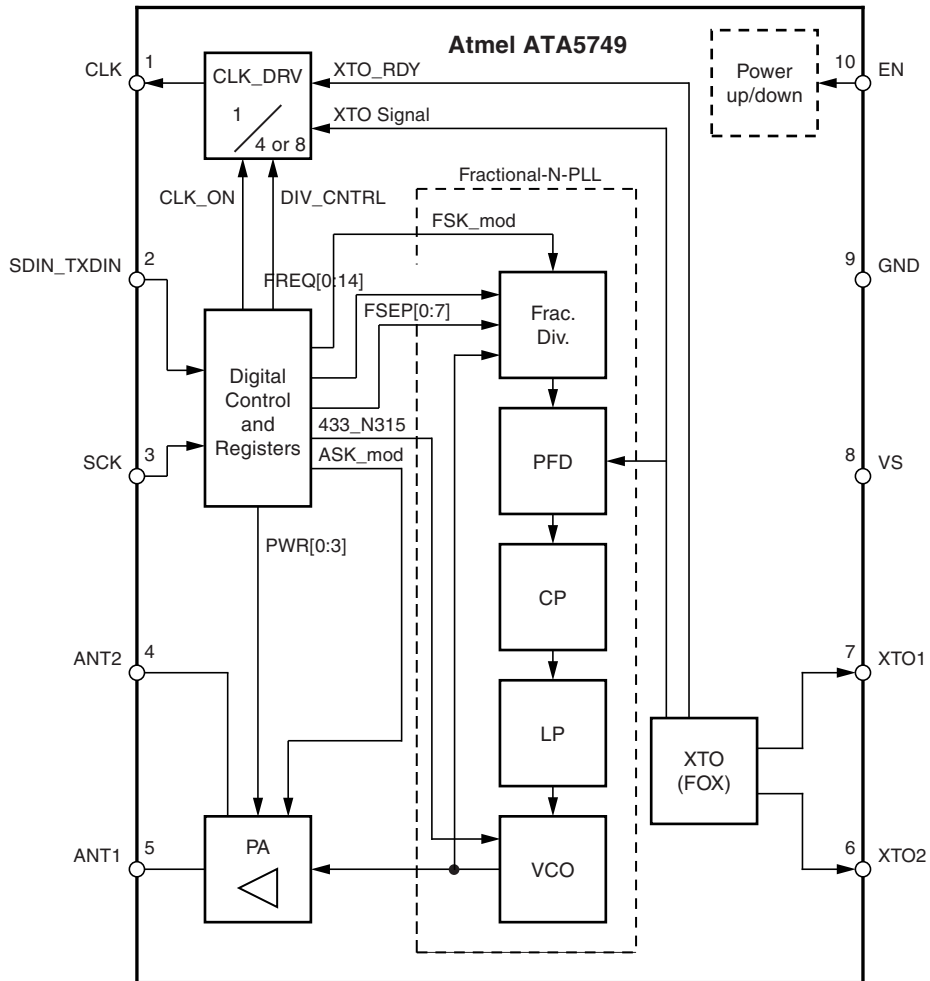 Atmel ATA5749
CLK
1
CLK_DRV
1
4 or 8
XTO_RDY
XTO Signal
Power
up/down
10
EN
CLK_ON
DIV_CNTRL
Fractional-N-PLL
FSK_mod
SDIN_TXDIN
2
FREQ[0:14]
FSEP[0:7]
Frac.
Div.
9
GND
Digital
Control
and
Registers
433_N315
ASK_mod
SCK
3
PFD
8
VS
PWR[0:3]
CP
ANT2
4
LP
XTO
(FOX)
7
XTO1
ANT1
5
PA
VCO
6
XTO2